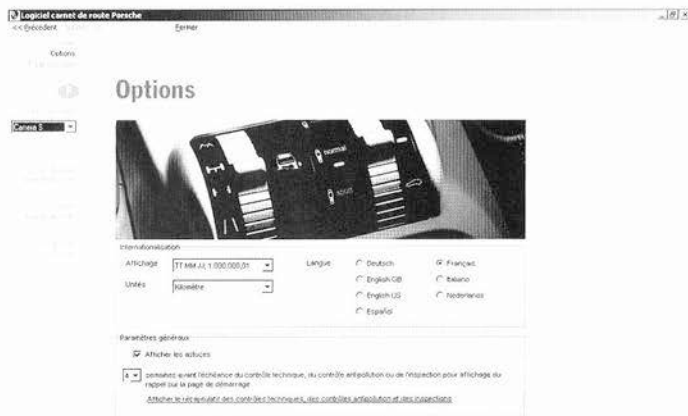 Logiciel carnet de route Porsche
<< Précédent
Fermer
Options
Options
Carrera S
normal
Internationalisation
Affichage
TT.MM.JJ; 1.000.000,01
Langue
Deutsch
Français
Unités
Kilomètre
English GB
Italiano
English US
Nederlands
Español
Paramètres généraux
Afficher les astuces
semaines avant l'échéance du contrôle technique, du contrôle antipollution ou de l'inspection pour affichage du
rappel sur la page de démarrage
Afficher le récapitulatif des contrôles techniques, des contrôles antipollution et des inspections